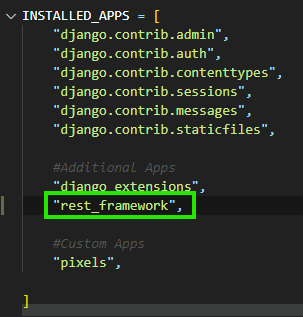 INSTALLED_APPS = [
"django.contrib.admin",
"django.contrib.auth",
"django.contrib.contenttypes",
"django.contrib.sessions",
"django.contrib.messages",
"django.contrib.staticfiles",
#Additional Apps
"django_extensions",
"rest_framework",
#Custom Apps
"pixels",
]